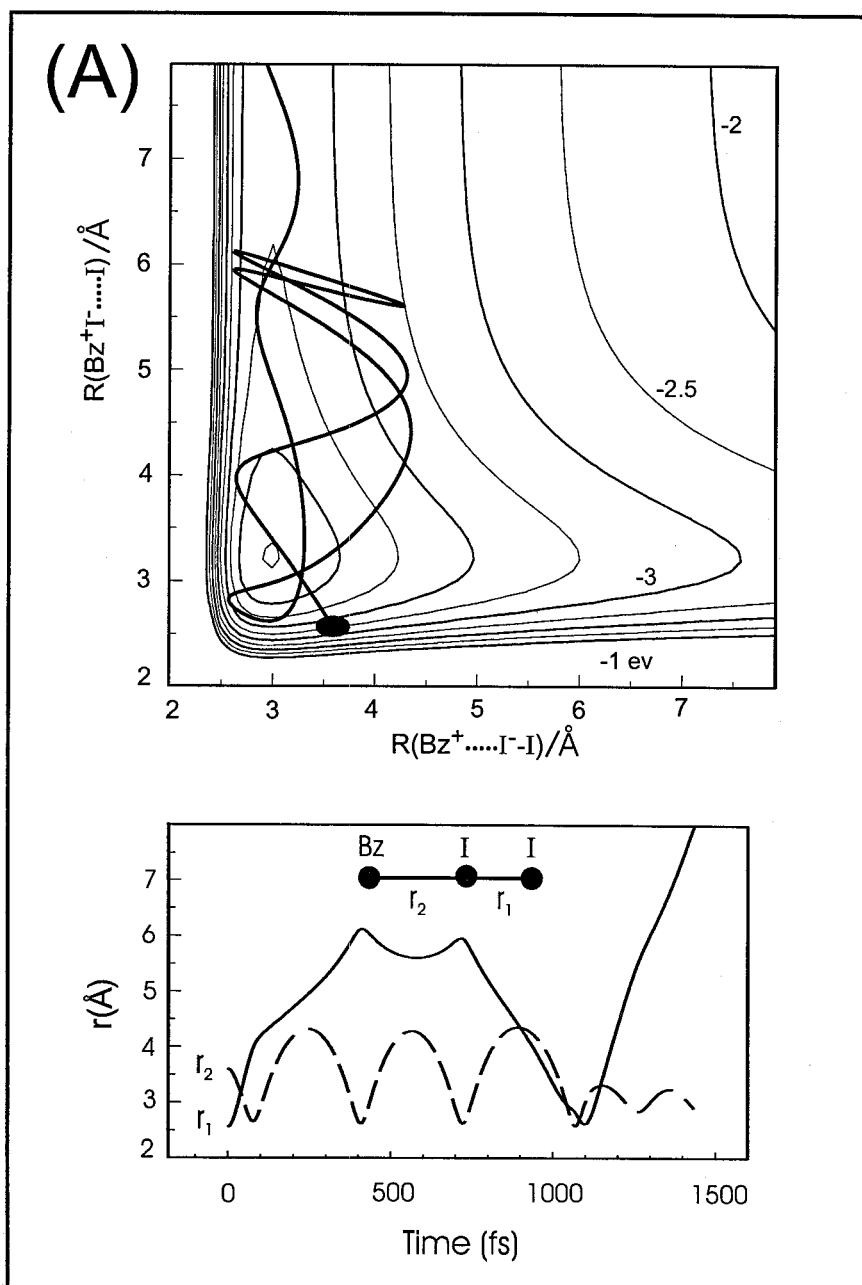 (A)
7
6
5
4
3
2
R(Bz⁺I⁻.....I)/Å
-2
-2.5
-3
-1 ev
2 3 4 5 6 7
R(Bz⁺.....I⁻-I)/Å
Bz I I
r₂ r₁
7
6
5
4
3
2
r(Å)
r₂
r₁
0 500 1000 1500
Time (fs)